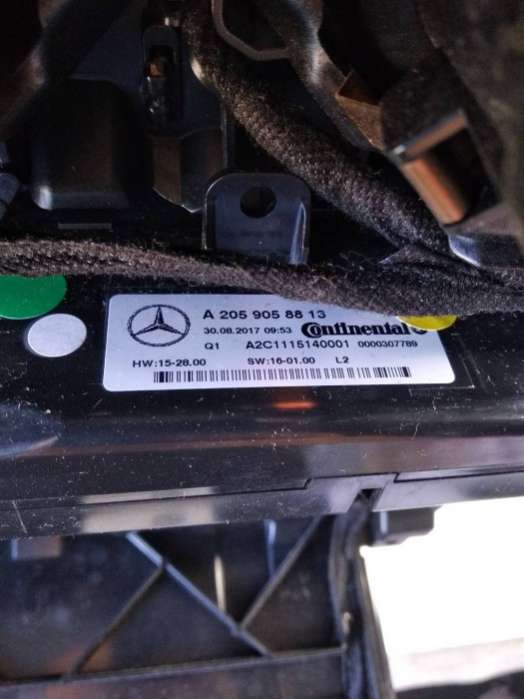 A 205 905 88 13
30.08.2017 09:53 Continental
Q1 A2C1115140001 0000307789
HW:15-28.00 SW:16-01.00 L2